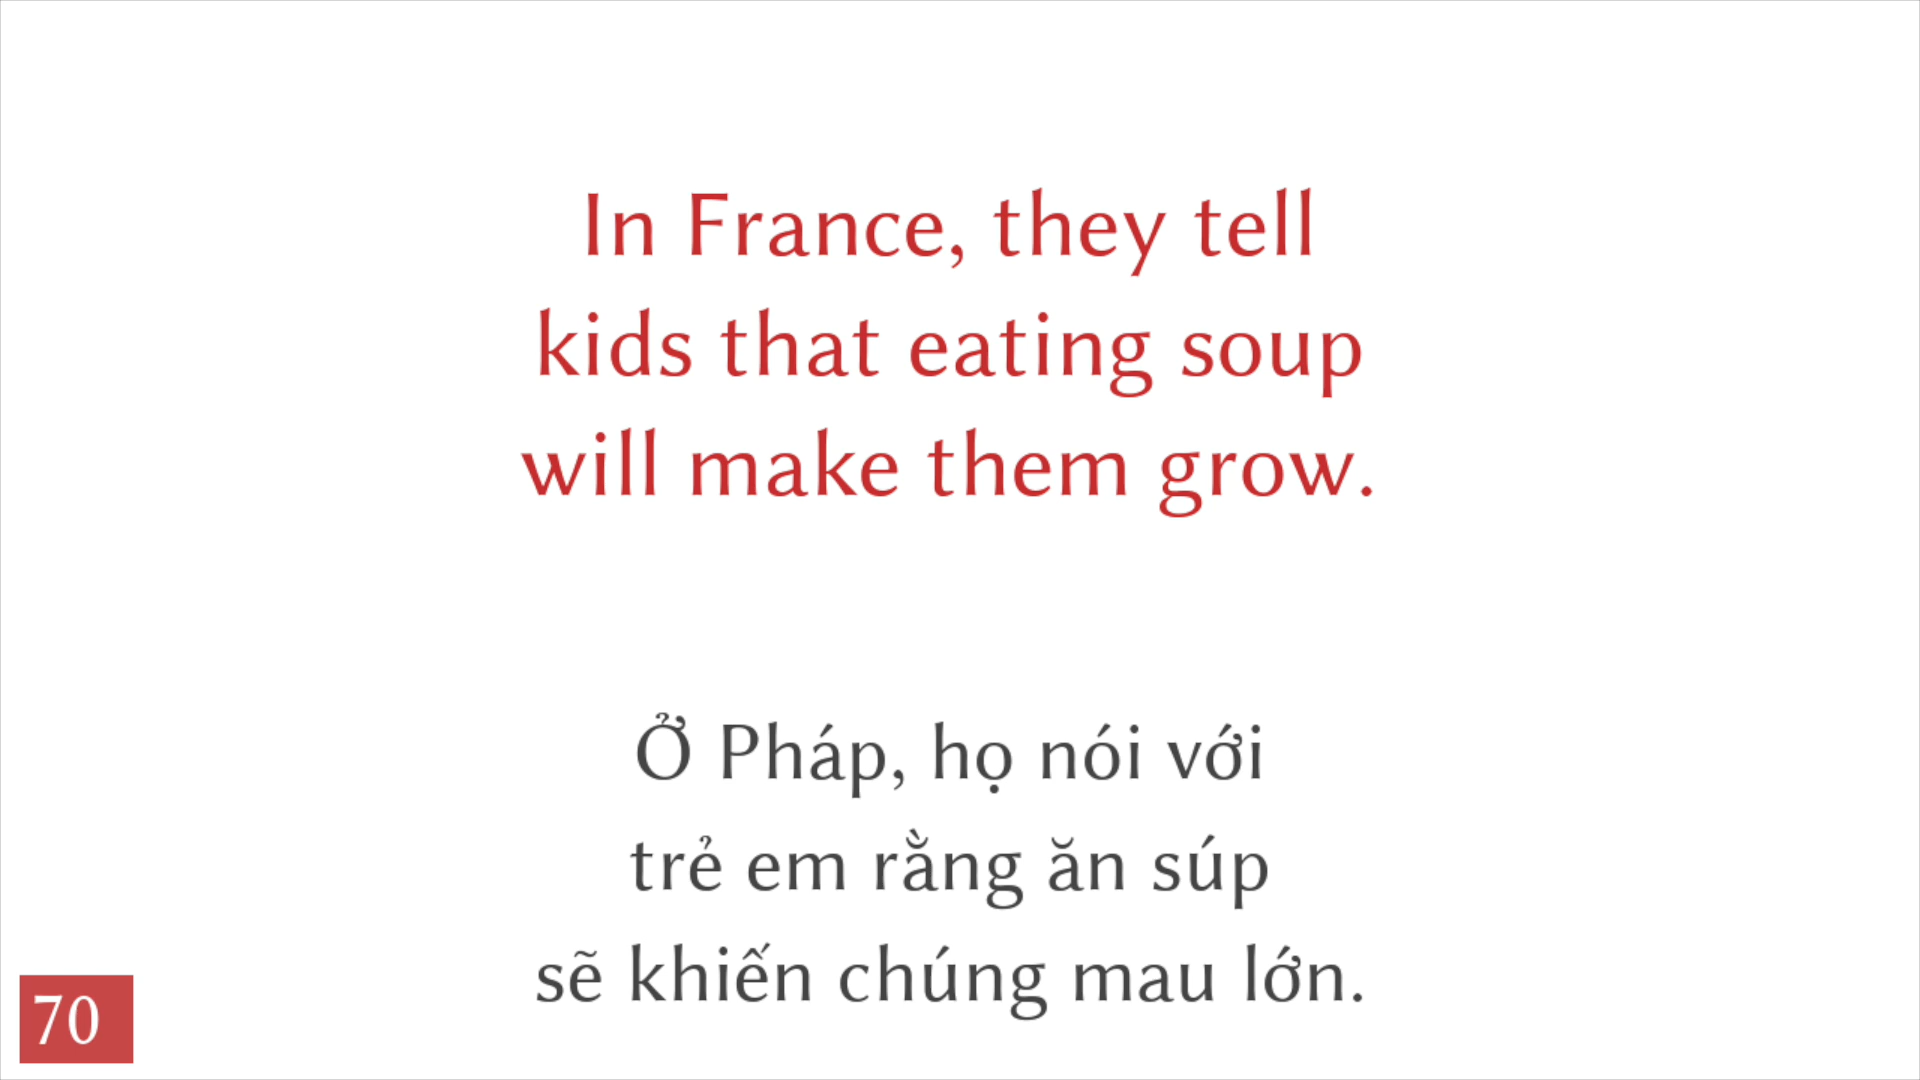 In France, they tell
kids that eating soup
will make them grow.
Ở Pháp, họ nói với
trẻ em rằng ăn súp
sẽ khiến chúng mau lớn.
70